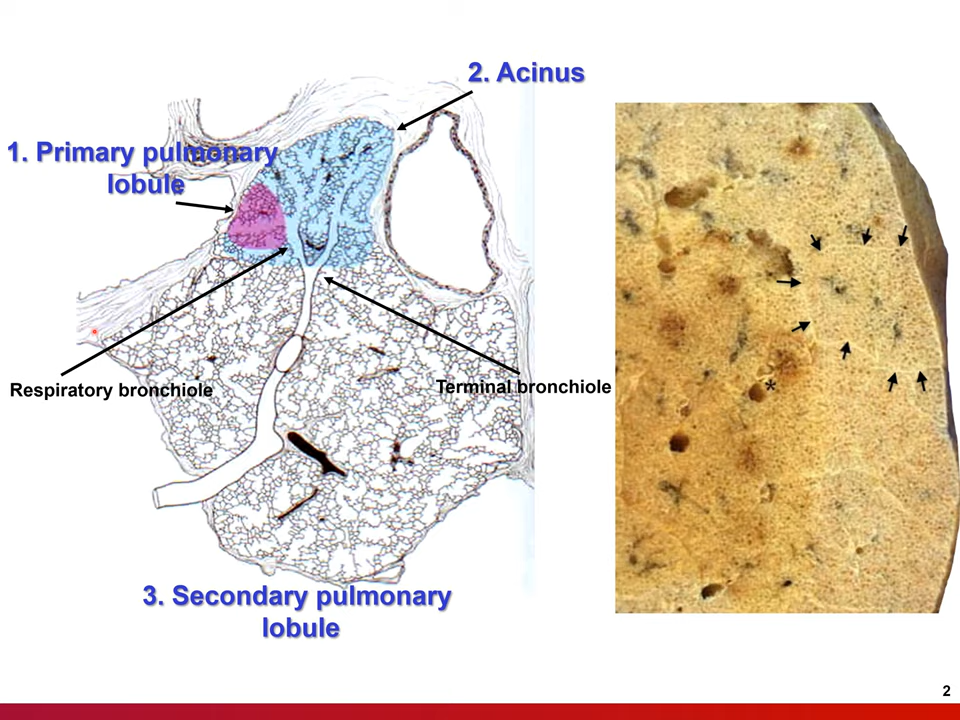 2. Acinus
1. Primary pulmonary
lobule
Respiratory bronchiole
Terminal bronchiole
*
3. Secondary pulmonary
lobule
2